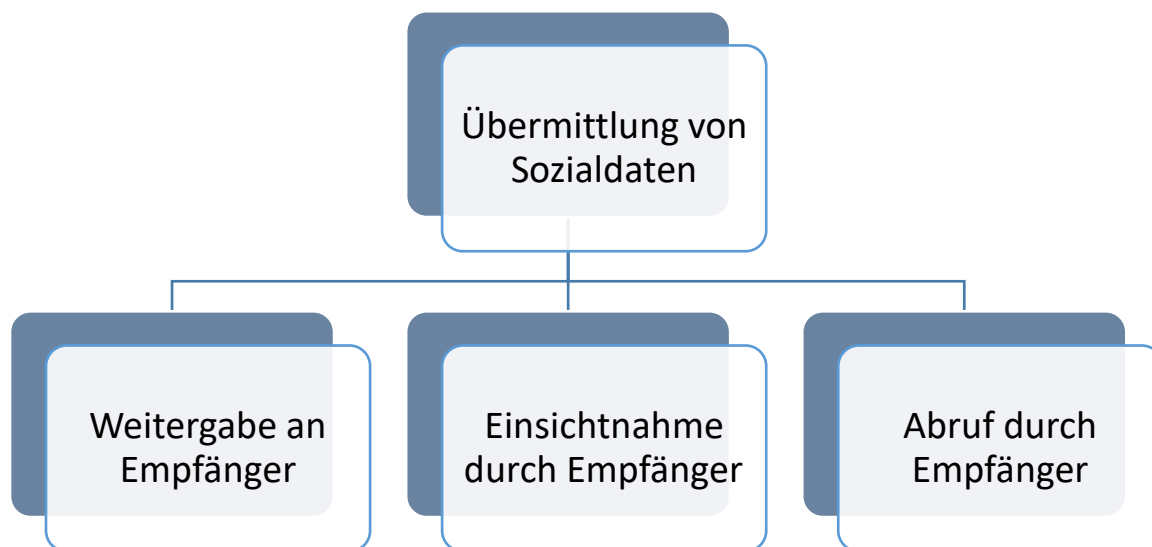 Übermittlung von
Sozialdaten
Weitergabe an
Empfänger
Einsichtnahme
durch Empfänger
Abruf durch
Empfänger